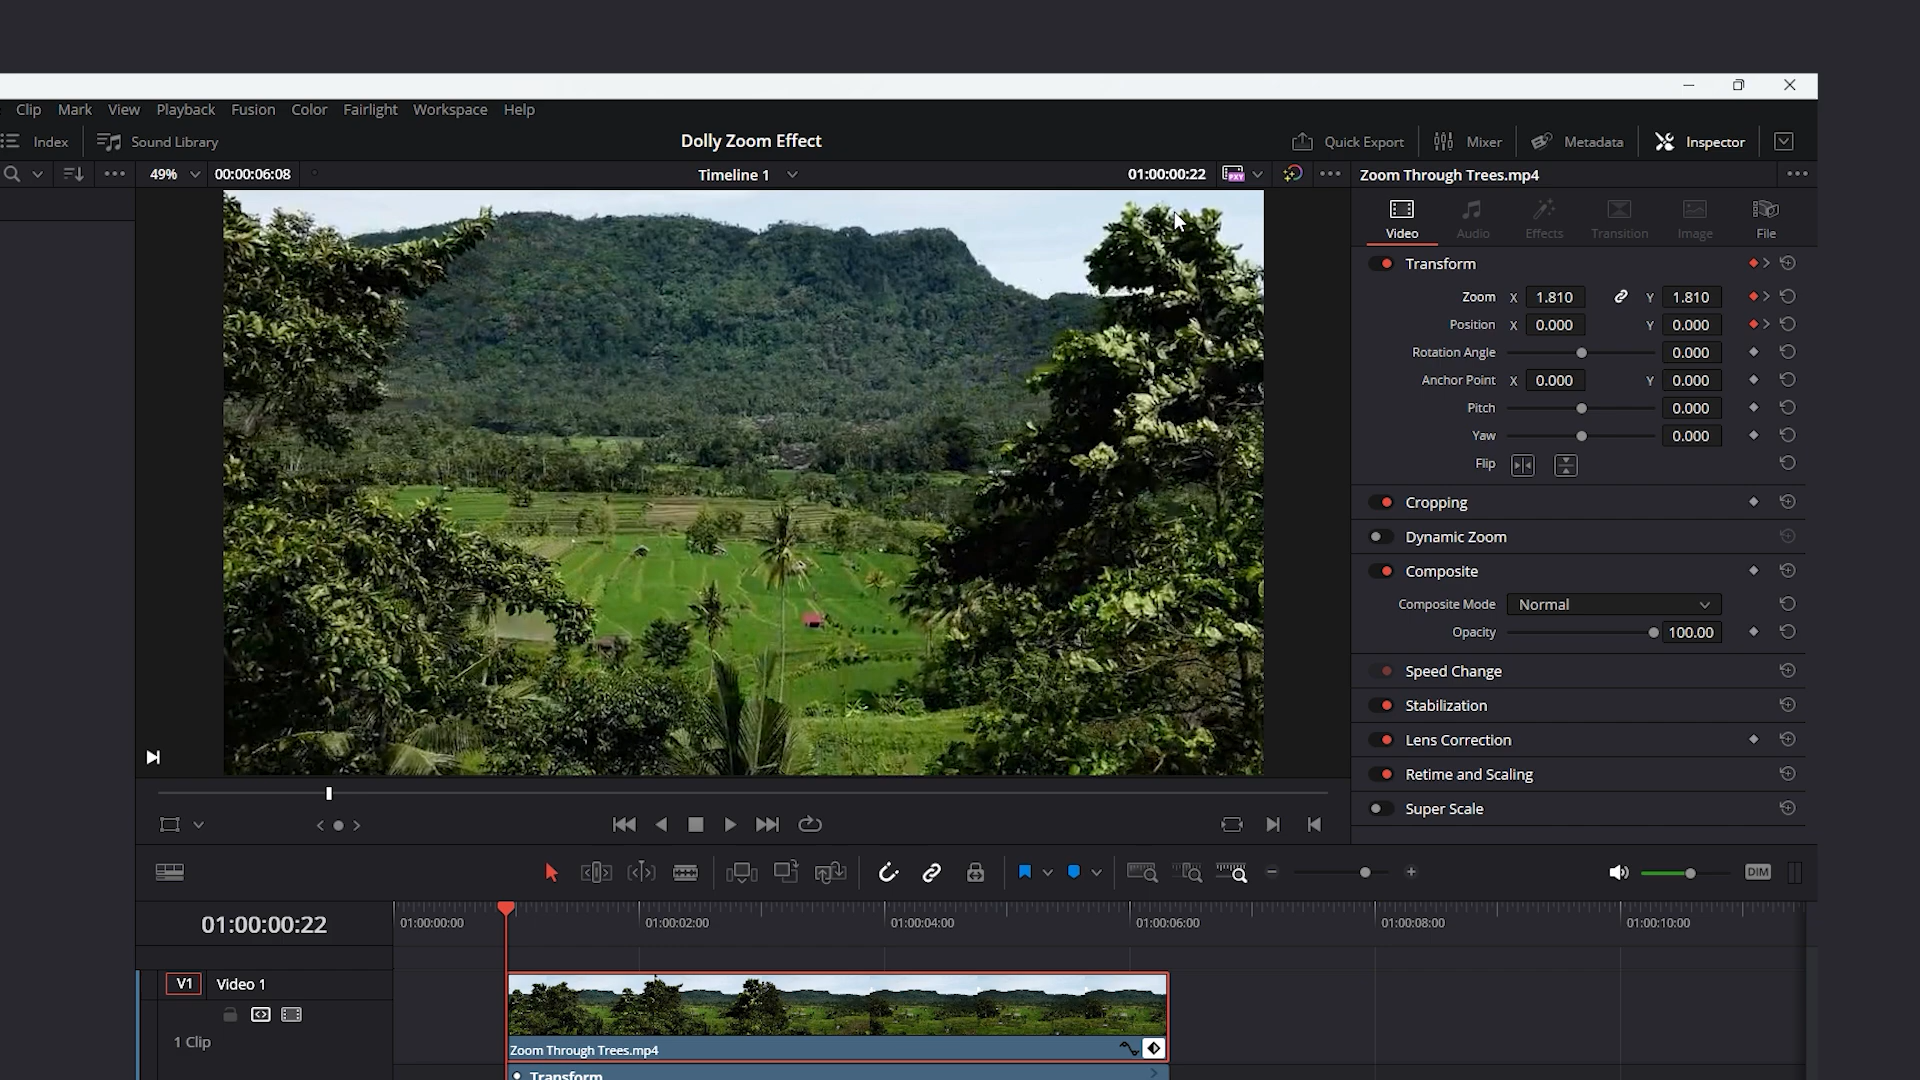 Clip Mark View Playback Fusion Color Fairlight Workspace Help
Index Sound Library Dolly Zoom Effect Quick Export Mixer Metadata Inspector
49% 00:00:06:08 Timeline 1 01:00:00:22 PXY Zoom Through Trees.mp4
Video Audio Effects Transition Image File
Transform
Zoom X 1.810 Y 1.810
Position X 0.000 Y 0.000
Rotation Angle 0.000
Anchor Point X 0.000 Y 0.000
Pitch 0.000
Yaw 0.000
Flip
Cropping
Dynamic Zoom
Composite
Composite Mode Normal
Opacity 100.00
Speed Change
Stabilization
Lens Correction
Retime and Scaling
Super Scale
DIM
01:00:00:22 01:00:00:00 01:00:02:00 01:00:04:00 01:00:06:00 01:00:08:00 01:00:10:00
V1 Video 1
1 Clip
Zoom Through Trees.mp4
Transform